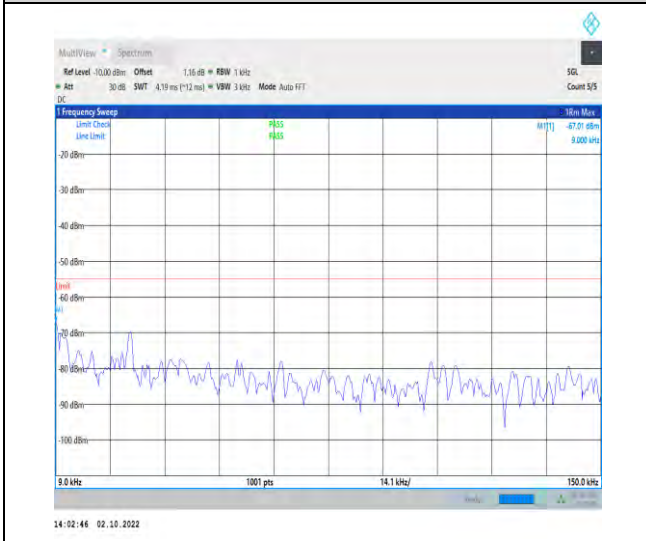 MultiView Spectrum
Ref Level -10.00 dBm Offset 1.16 dB RBW 1 kHz SGL
Att 30 dB SWT 4.19 ms (~12 ms) VBW 3 kHz Mode Auto FFT Count 5/5
DC
1 Frequency Sweep 1Rm Max
Limit Check PASS M1[1] -67.01 dBm
Line Limit PASS 9.000 kHz
-20 dBm
-30 dBm
-40 dBm
-50 dBm
Limit
-60 dBm
M1
-70 dBm
-80 dBm
-90 dBm
-100 dBm
9.0 kHz 1001 pts 14.1 kHz/ 150.0 kHz
14:02:46 02.10.2022